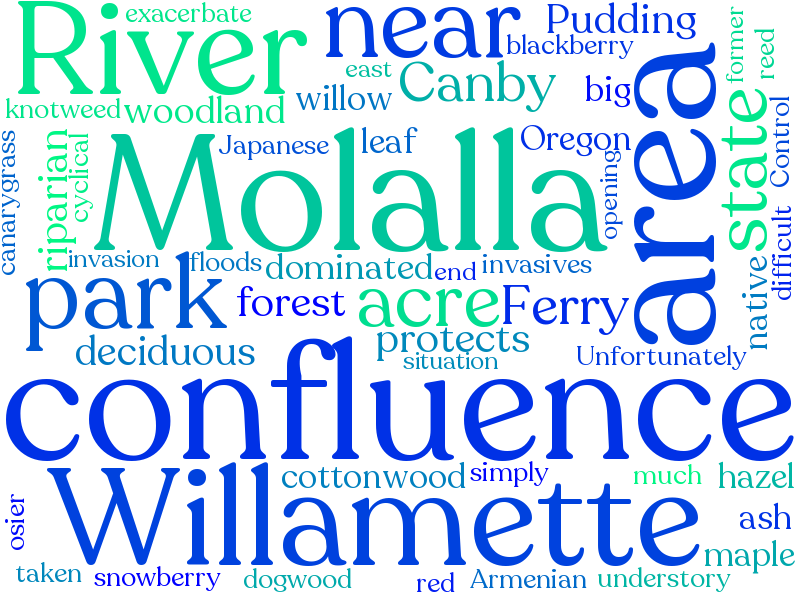 River
exacerbate
near
Pudding
blackberry
former
reed
east
Canby
big
area
willow
knotweed
woodland
state
Control
Japanese
leaf
Oregon
canarygrass
riparian
cyclical
Molalla
opening
difficult
invasion
floods
dominated
end
invasives
native
park
forest
acre
Ferry
protects
deciduous
situation
Unfortunately
confluence
Willamette
cottonwood
simply
much
hazel
osier
ash
maple
taken
snowberry
dogwood
red
Armenian
understory